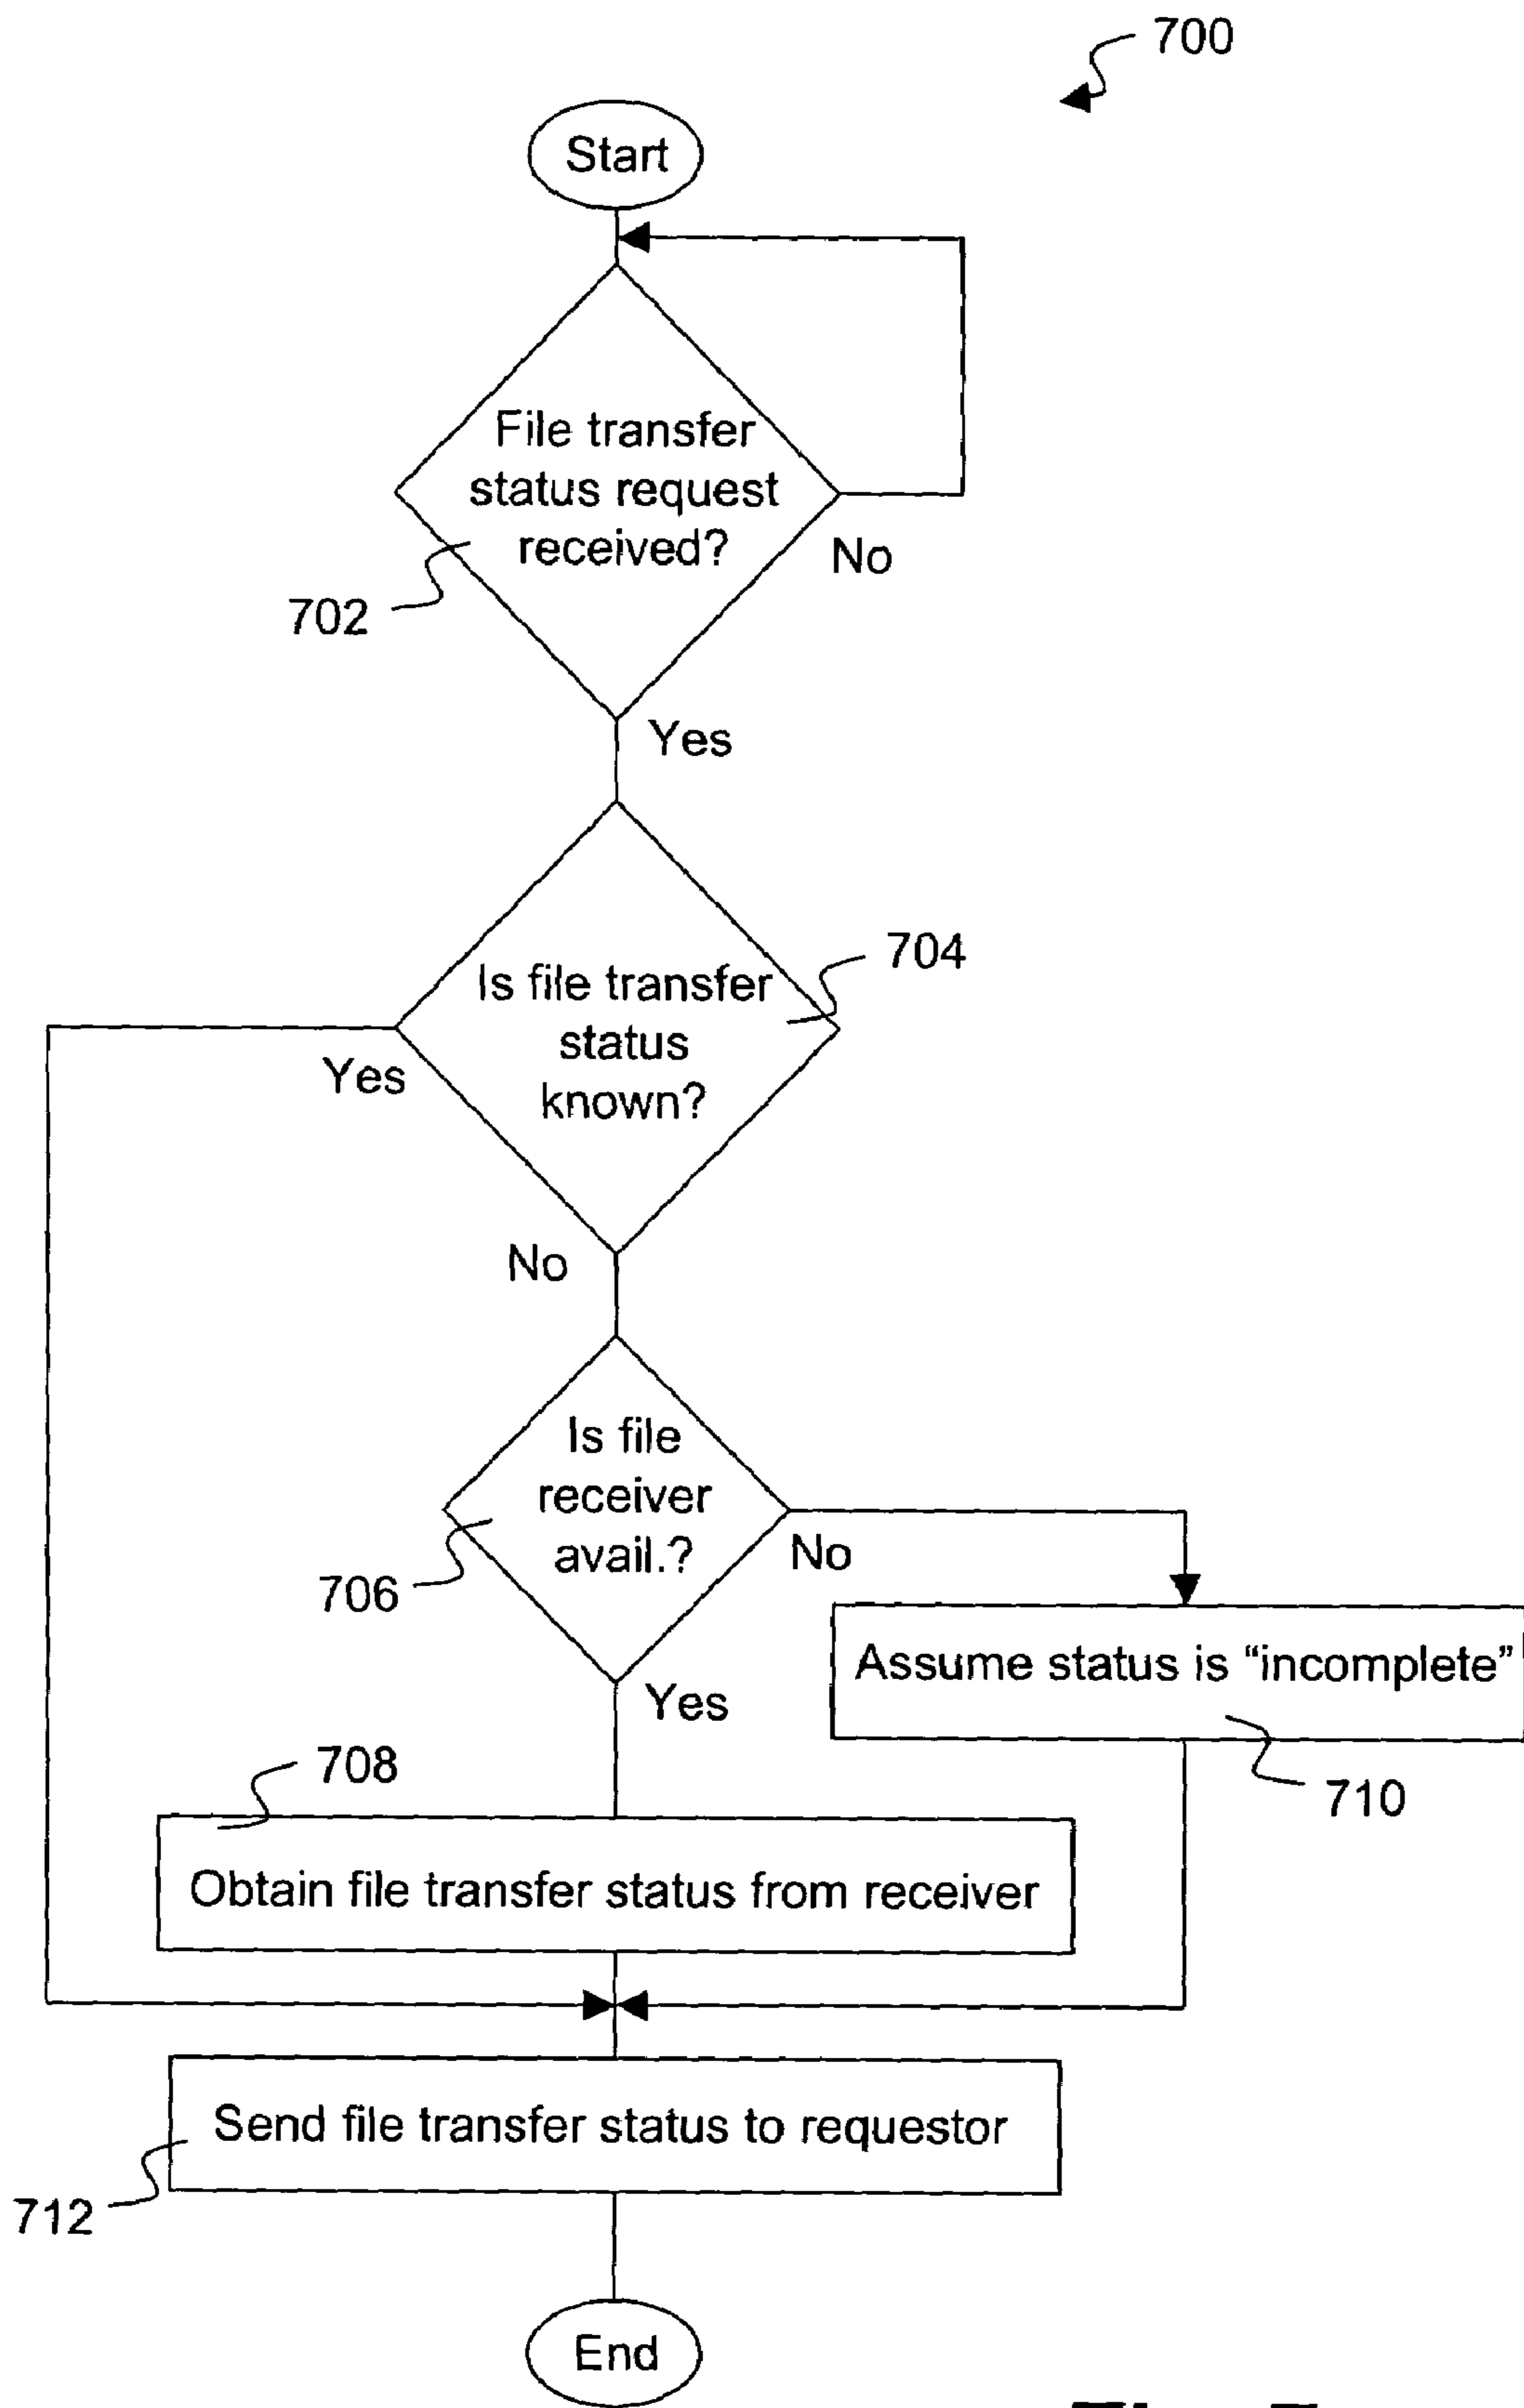 700
Start
File transfer
status request
received?
No
702
Yes
704
Is file transfer
status
known?
Yes
No
Is file
receiver
avail.?
No
706
Yes
Assume status is “incomplete”
708
710
Obtain file transfer status from receiver
Send file transfer status to requestor
712
End